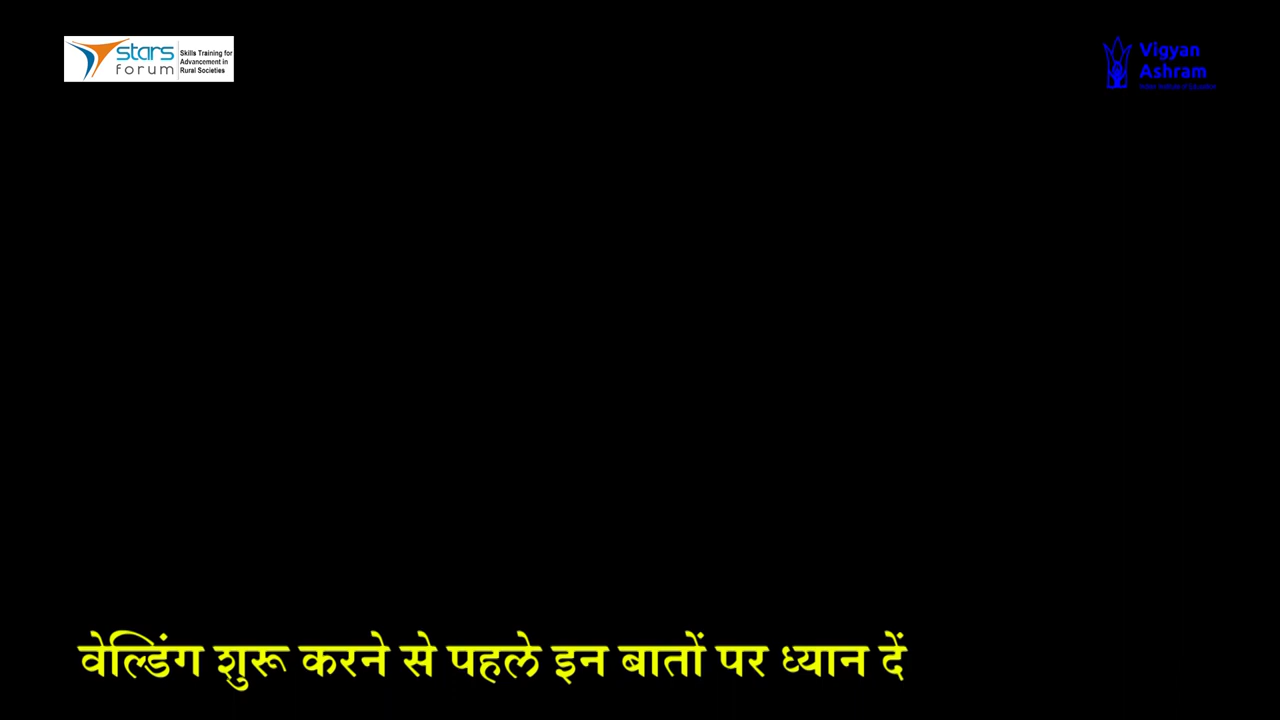 stars
forum
Skills Training for
Advancement in
Rural Societies
Vigyan
Ashram
वेल्डिंग शुरू करने से पहले इन बातों पर ध्यान दें